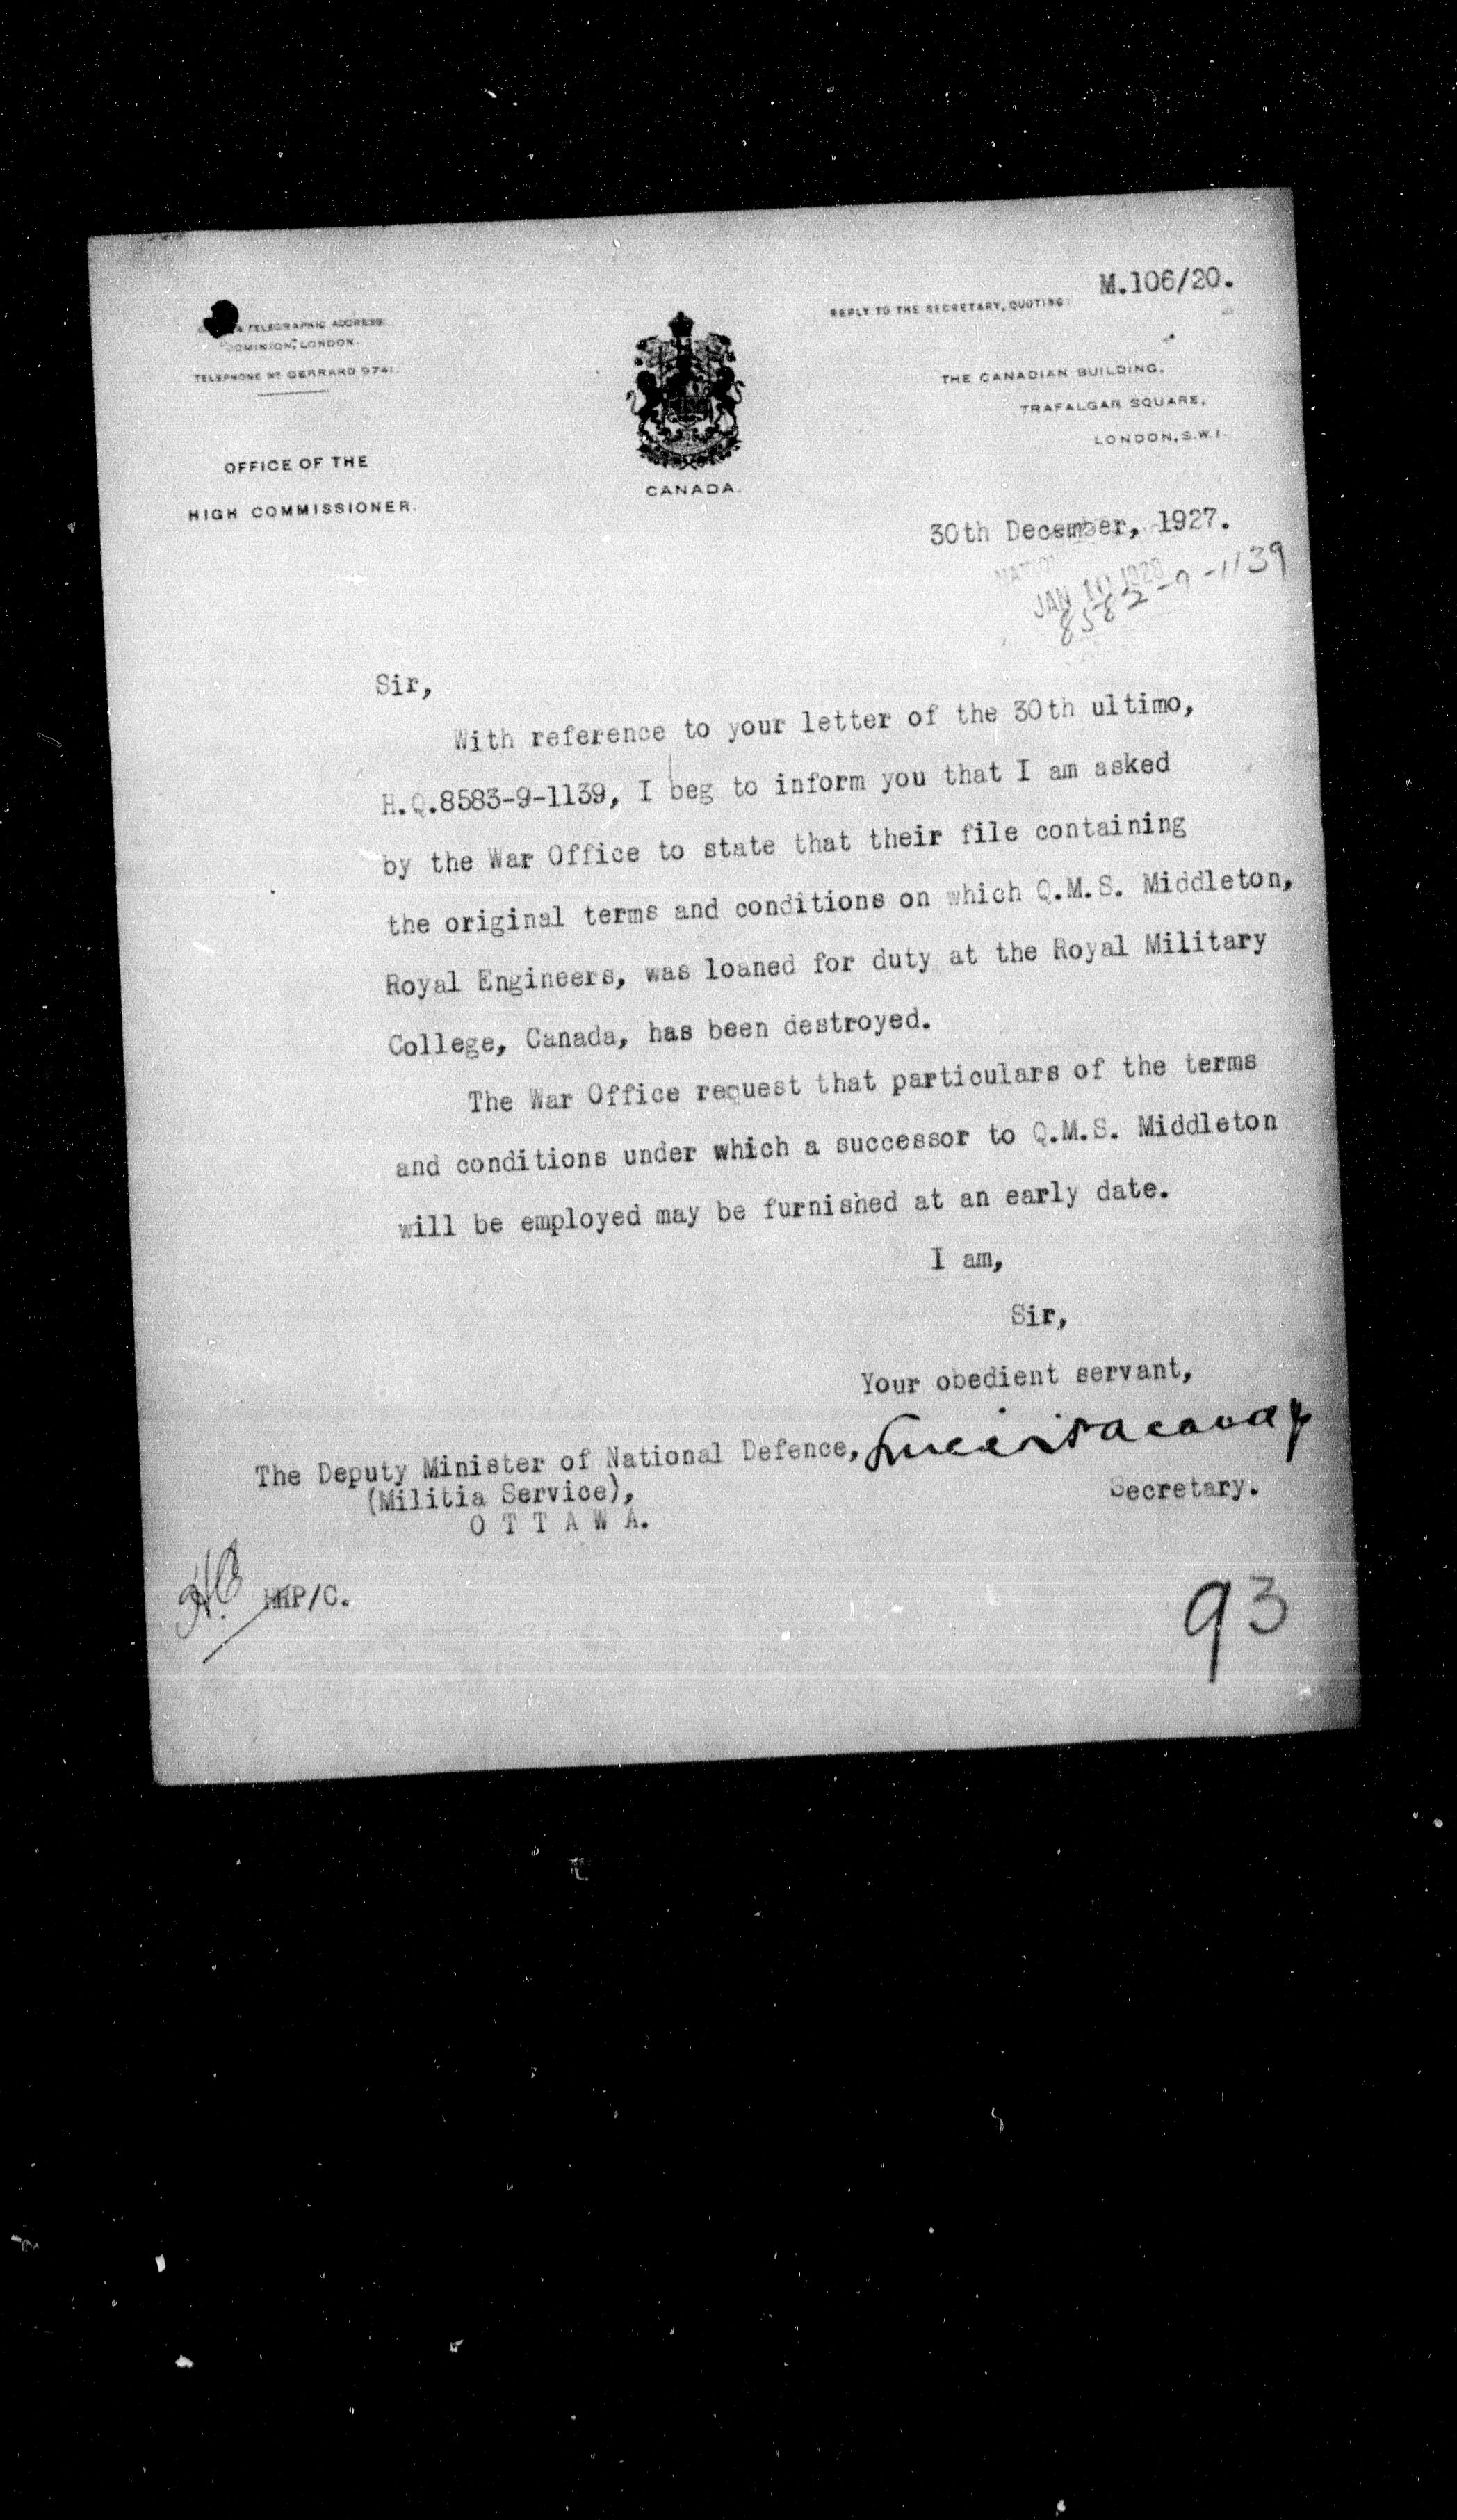 M.106/20.
REPLY TO THE SECRETARY, QUOTING:
TELEGRAPHIC ADDRESS:
"DOMINION," LONDON.
TELEPHONE Nº GERRARD 9741.
THE CANADIAN BUILDING,
TRAFALGAR SQUARE,
LONDON, S.W.1.
OFFICE OF THE
HIGH COMMISSIONER.
CANADA.
30th December, 1927.
JAN 10 1928
8583-9-1139
Sir,
With reference to your letter of the 30th ultimo,
H.Q.8583-9-1139, I beg to inform you that I am asked
by the War Office to state that their file containing
the original terms and conditions on which Q.M.S. Middleton,
Royal Engineers, was loaned for duty at the Royal Military
College, Canada, has been destroyed.
The War Office request that particulars of the terms
and conditions under which a successor to Q.M.S. Middleton
will be employed may be furnished at an early date.
I am,
Sir,
Your obedient servant,
The Deputy Minister of National Defence,
(Militia Service),
O T T A W A.
Secretary.
HRP/C.
93